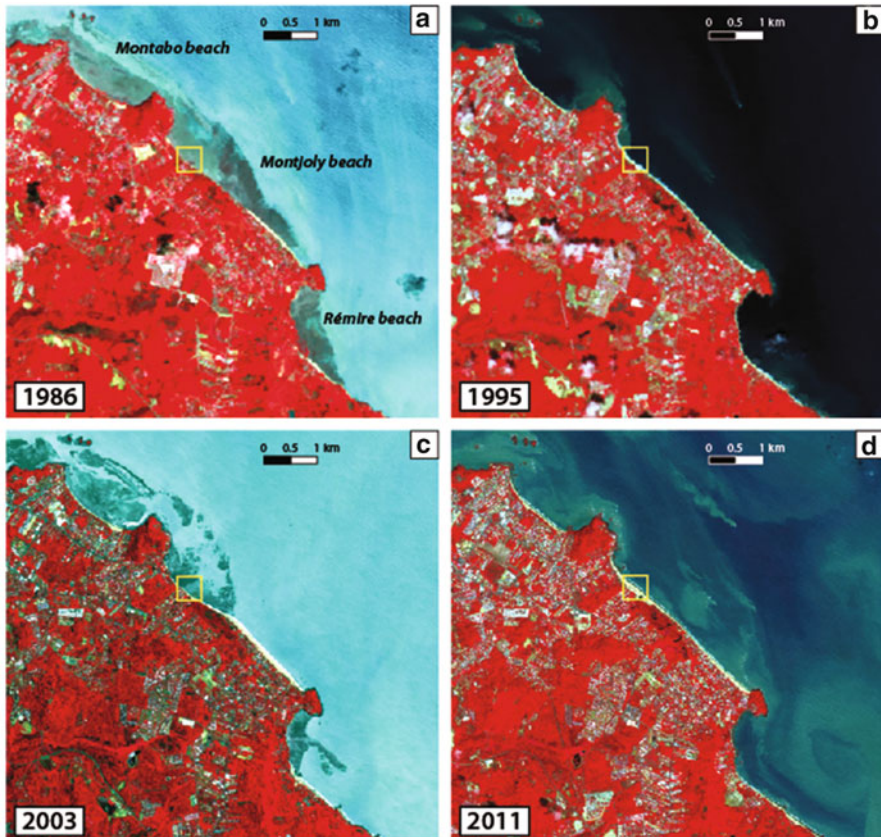 a
0 0.5 1 km
Montabo beach
Montjoly beach
Rémire beach
1986
b
0 0.5 1 km
1995
c
0 0.5 1 km
2003
d
0 0.5 1 km
2011